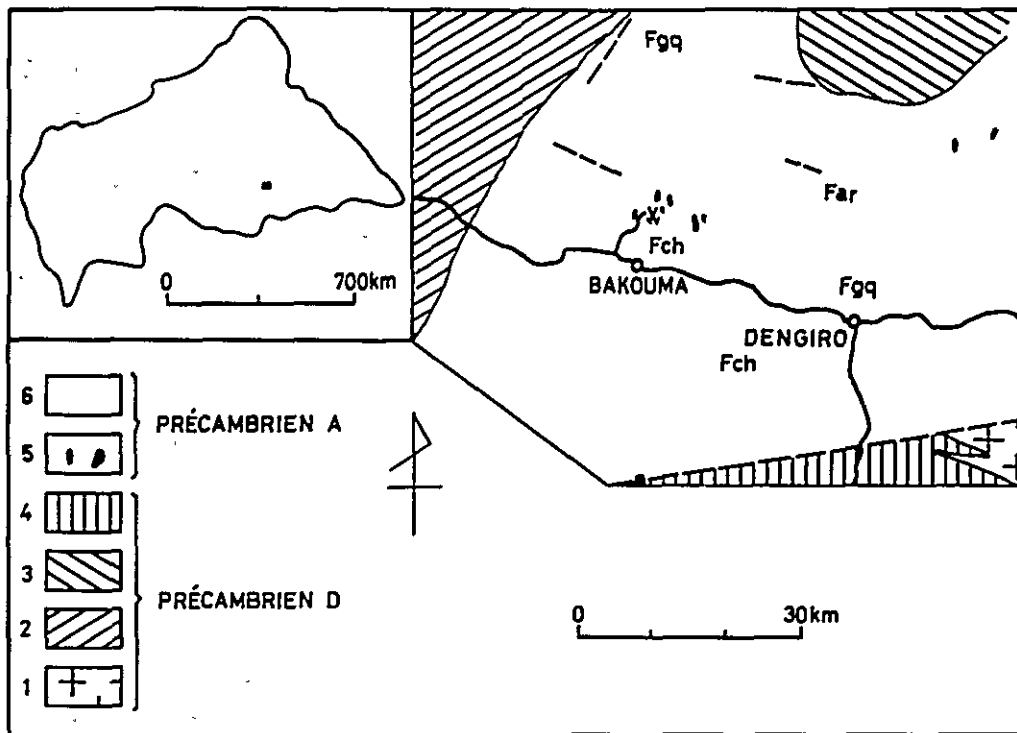 Fgq
Far
0 700km
Fch
BAKOUMA
Fgq
DENGIRO
Fch
6
5
PRÉCAMBRIEN A
4
3
2
1
PRÉCAMBRIEN D
0 30km